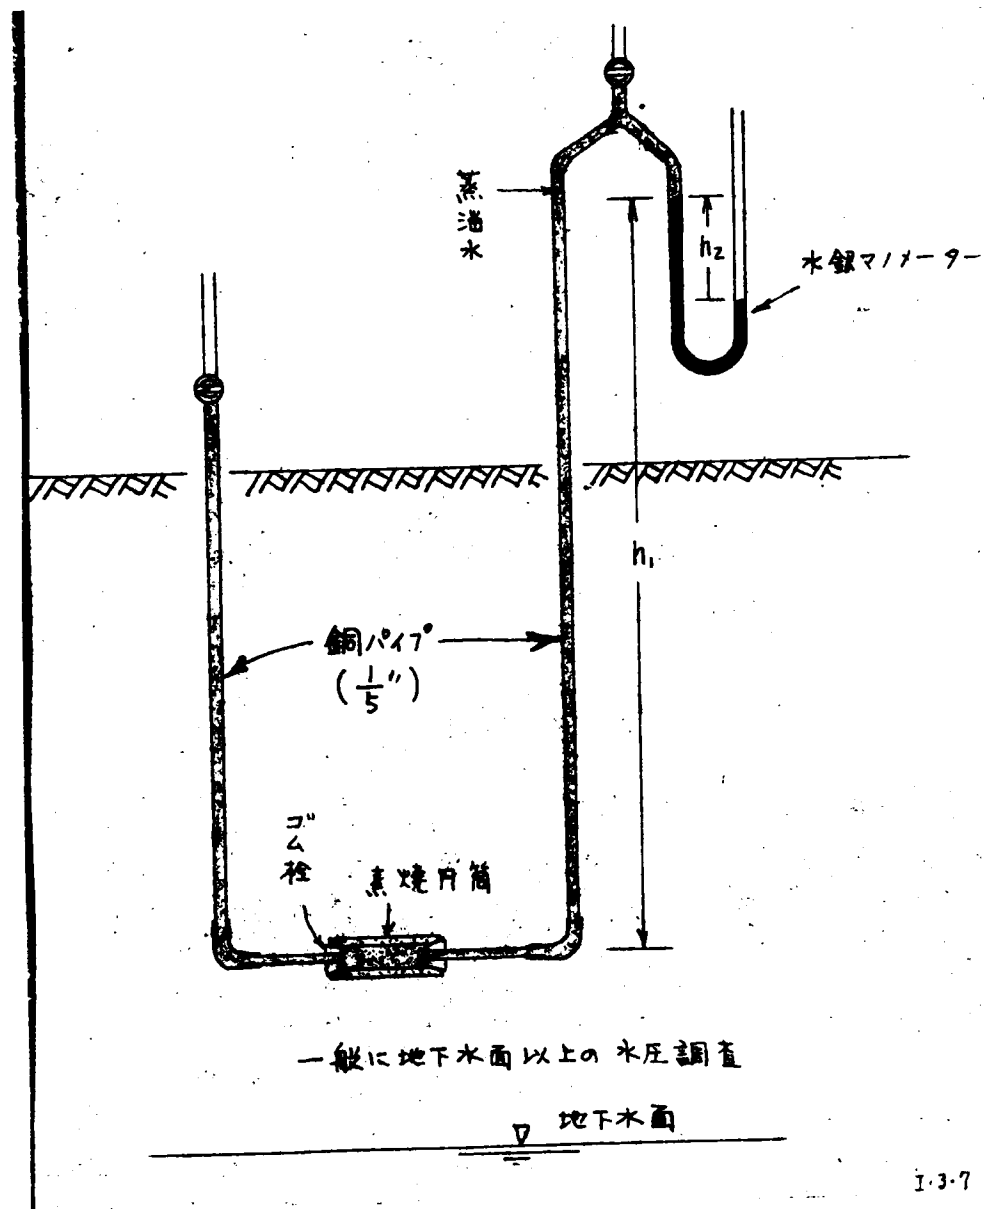 蒸溜水
h₂
水銀マノメーター
h₁
銅パイプ
(1/5")
ゴム栓
素焼円筒
一般に地下水面以上の水圧調査
地下水面
I・3・7